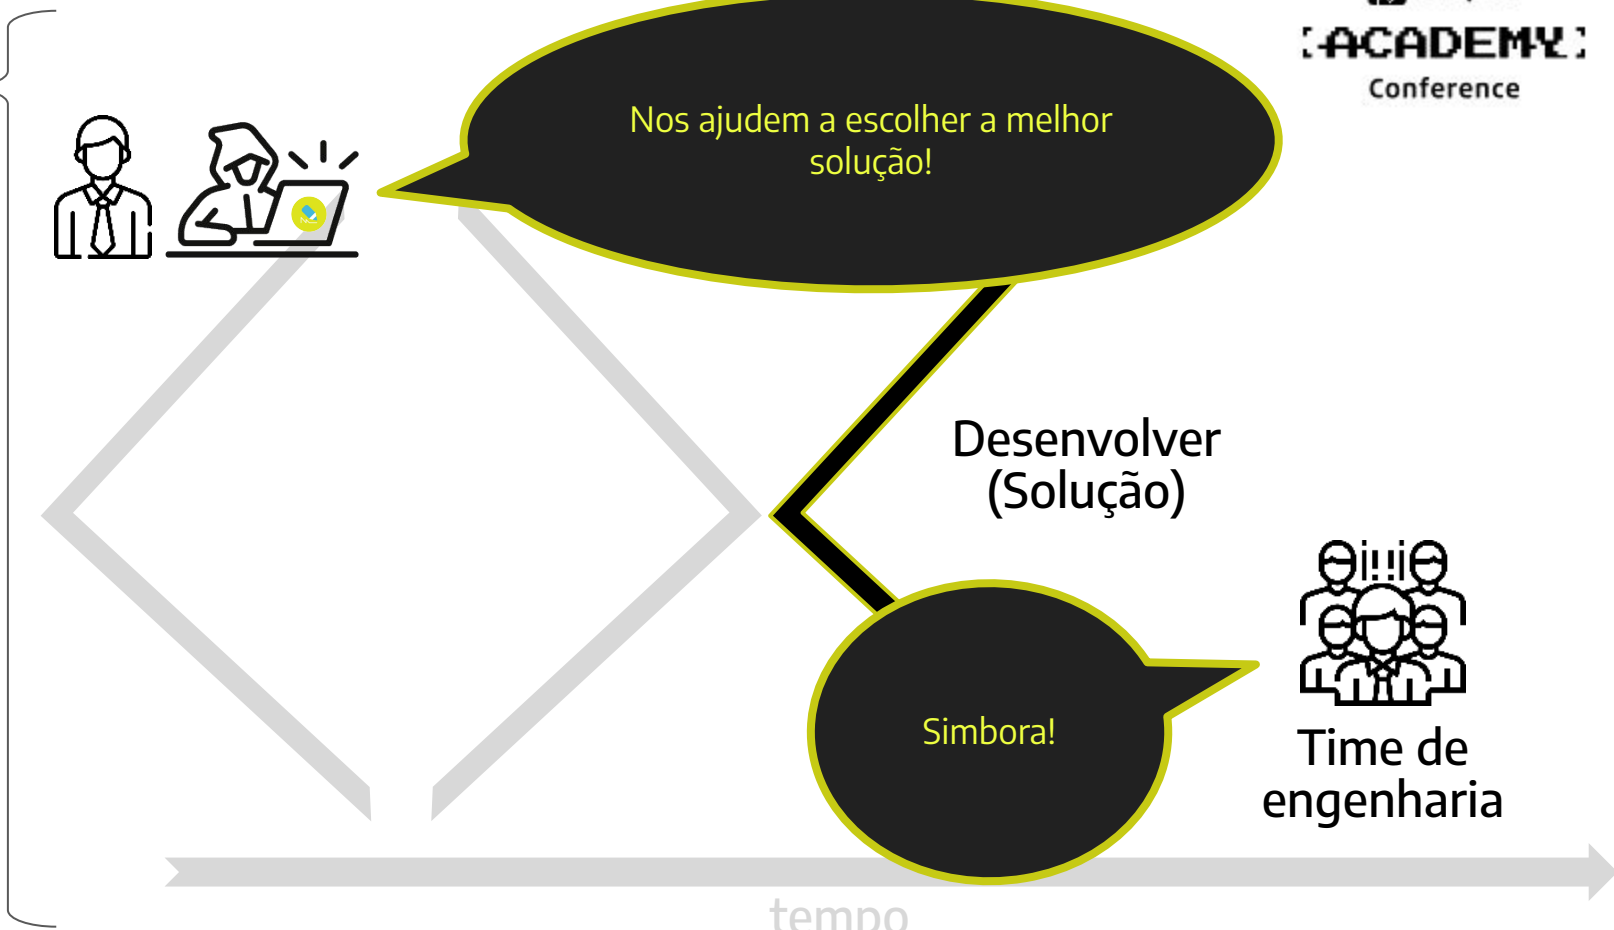 [ACADEMY]
Conference
Nos ajudem a escolher a melhor
solução!
Desenvolver
(Solução)
Simbora!
Time de
engenharia
tempo